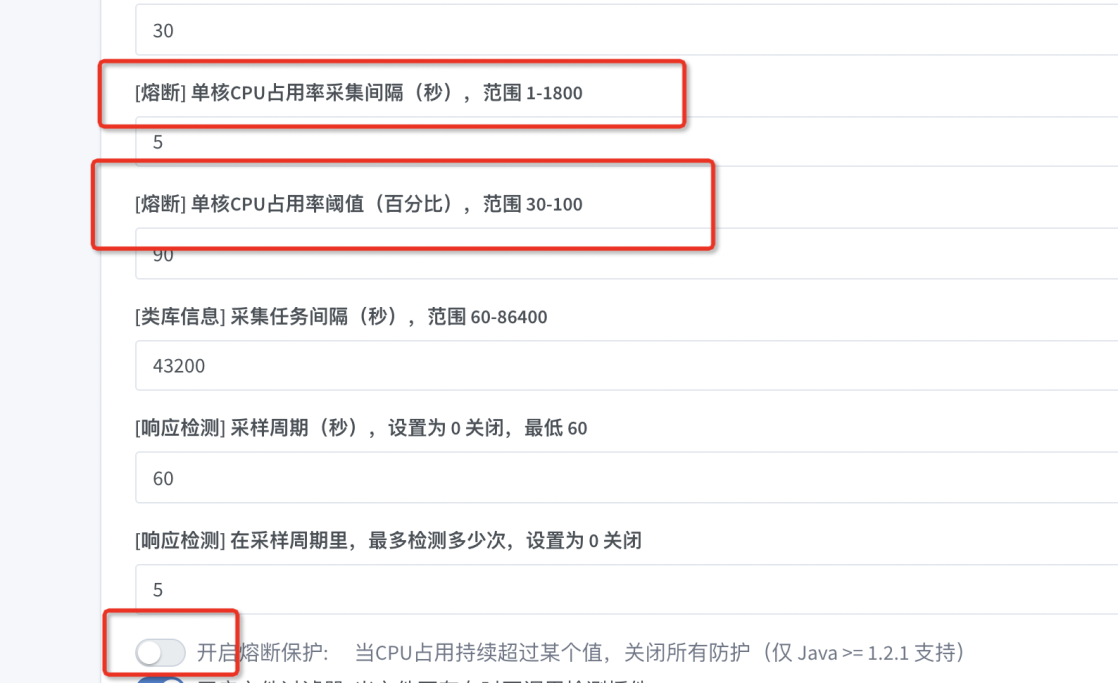 30
[熔断] 单核CPU占用率采集间隔（秒），范围 1-1800
5
[熔断] 单核CPU占用率阈值（百分比），范围 30-100
90
[类库信息] 采集任务间隔（秒），范围 60-86400
43200
[响应检测] 采样周期（秒），设置为 0 关闭，最低 60
60
[响应检测] 在采样周期里，最多检测多少次，设置为 0 关闭
5
开启熔断保护: 当CPU占用持续超过某个值，关闭所有防护（仅 Java >= 1.2.1 支持）